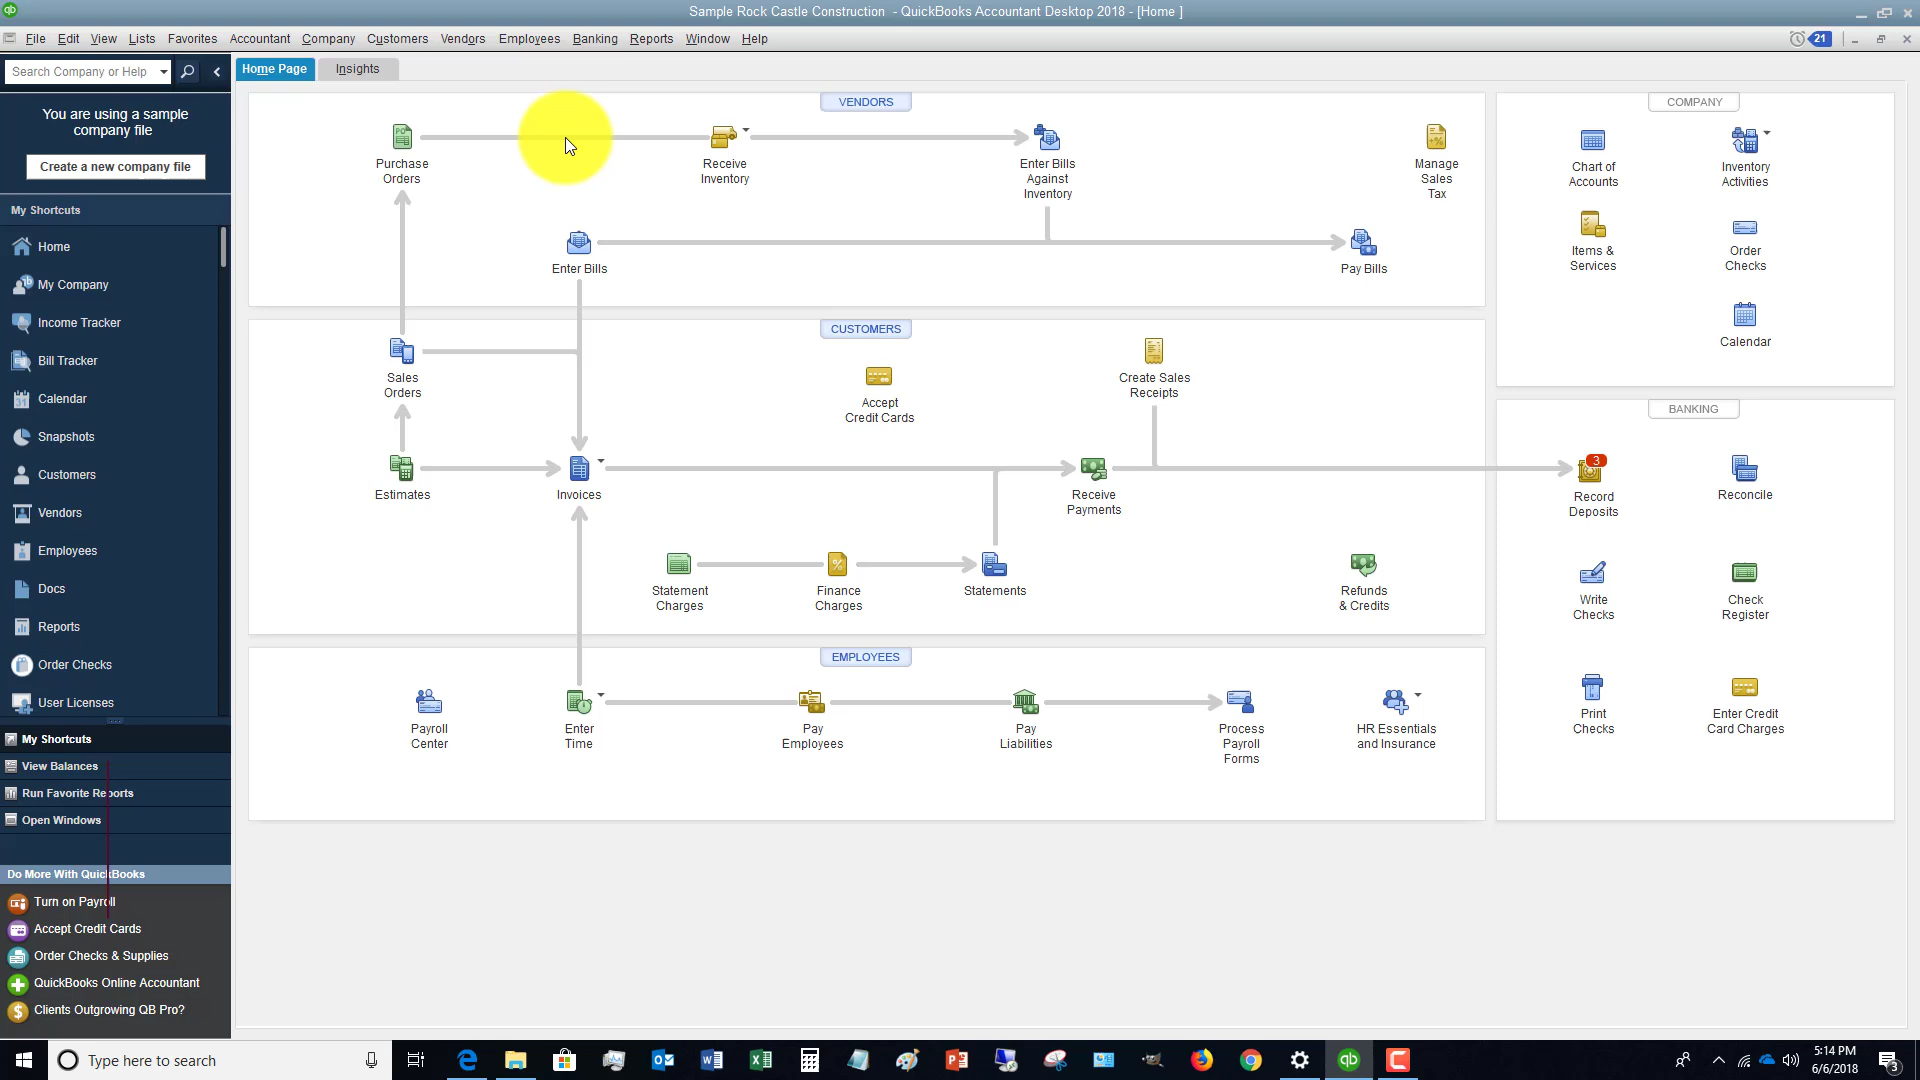 Sample Rock Castle Construction - QuickBooks Accountant Desktop 2018 - [Home ]
File Edit View Lists Favorites Accountant Company Customers Vendors Employees Banking Reports Window Help
21
Search Company or Help
Home Page
Insights
You are using a sample
company file
Create a new company file
My Shortcuts
Home
My Company
Income Tracker
Bill Tracker
Calendar
Snapshots
Customers
Vendors
Employees
Docs
Reports
Order Checks
User Licenses
My Shortcuts
View Balances
Run Favorite Reports
Open Windows
Do More With QuickBooks
Turn on Payroll
Accept Credit Cards
Order Checks & Supplies
QuickBooks Online Accountant
Clients Outgrowing QB Pro?
VENDORS
Purchase
Orders
Receive
Inventory
Enter Bills
Against
Inventory
Manage
Sales
Tax
Enter Bills
Pay Bills
CUSTOMERS
Sales
Orders
Accept
Credit Cards
Create Sales
Receipts
Estimates
Invoices
Receive
Payments
Statement
Charges
Finance
Charges
Statements
Refunds
& Credits
EMPLOYEES
Payroll
Center
Enter
Time
Pay
Employees
Pay
Liabilities
Process
Payroll
Forms
HR Essentials
and Insurance
COMPANY
Chart of
Accounts
Inventory
Activities
Items &
Services
Order
Checks
Calendar
BANKING
3
Record
Deposits
Reconcile
Write
Checks
Check
Register
Print
Checks
Enter Credit
Card Charges
Type here to search
5:14 PM
6/6/2018
3